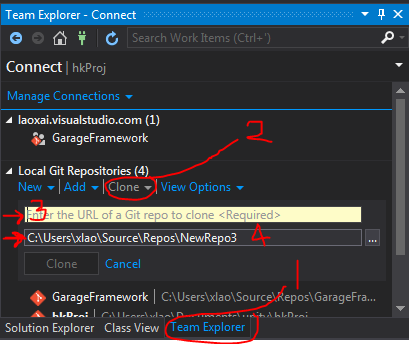 Team Explorer - Connect
Search Work Items (Ctrl+')
Connect | hkProj
Manage Connections
laoxai.visualstudio.com (1)
GarageFramework
2
Local Git Repositories (4)
New Add Clone View Options
3
Enter the URL of a Git repo to clone <Required>
4
C:\Users\xlao\Source\Repos\NewRepo3
...
Clone Cancel
1
GarageFramework | C:\Users\xlao\Source\Repos\GarageFra...
hkProj | C:\Users\xlao\Documents\unity\hkProj
Solution Explorer Class View Team Explorer